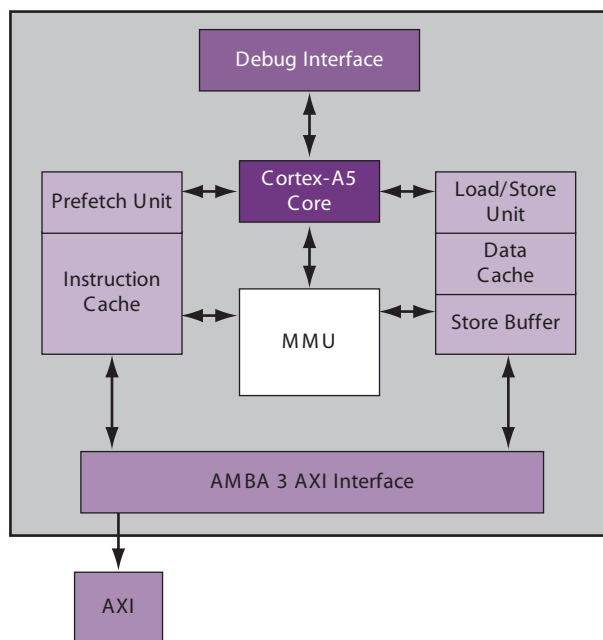 Debug Interface
Cortex-A5
Core
Prefetch Unit
Load/Store
Unit
Instruction
Cache
Data
Cache
MMU
Store Buffer
AMBA 3 AXI Interface
AXI